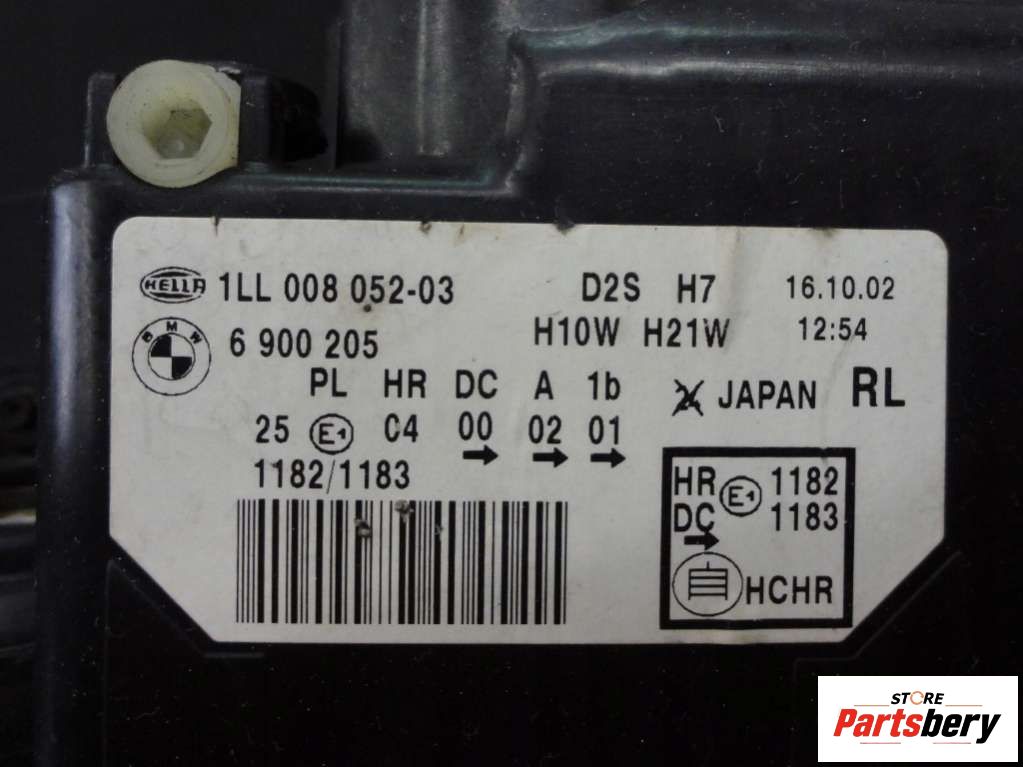 HELLA 1LL 008 052-03 D2S H7 16.10.02
BMW 6 900 205 H10W H21W 12:54
PL HR DC A 1b JAPAN RL
25 E1 04 00 02 01
1182/1183
HR E1 1182
DC 1183
HCHR
STORE
Partsbery